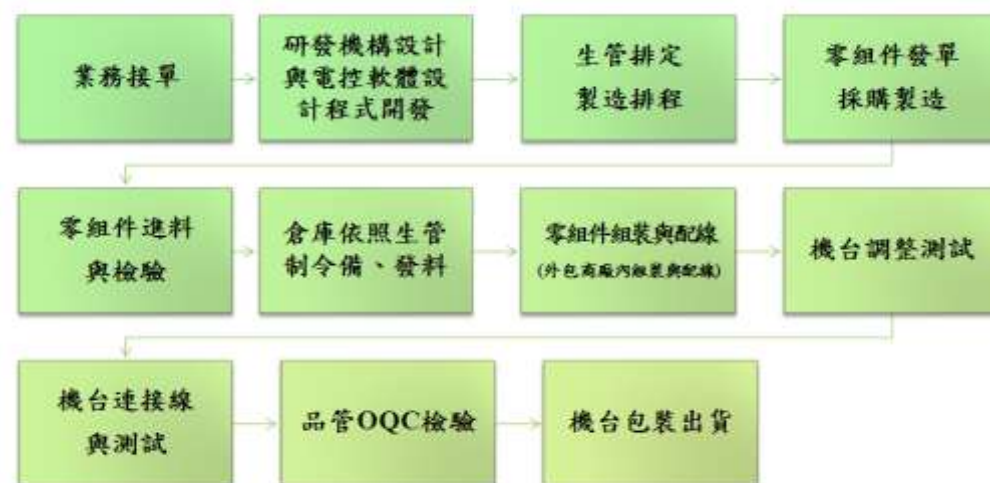 業務接單
研發機構設計
與電控軟體設
計程式開發
生管排定
製造排程
零組件發單
採購製造
零組件進料
與檢驗
倉庫依照生管
制令備、發料
零組件組裝與配線
(外包商廠內組裝與配線)
機台調整測試
機台連接線
與測試
品管OQC檢驗
機台包裝出貨